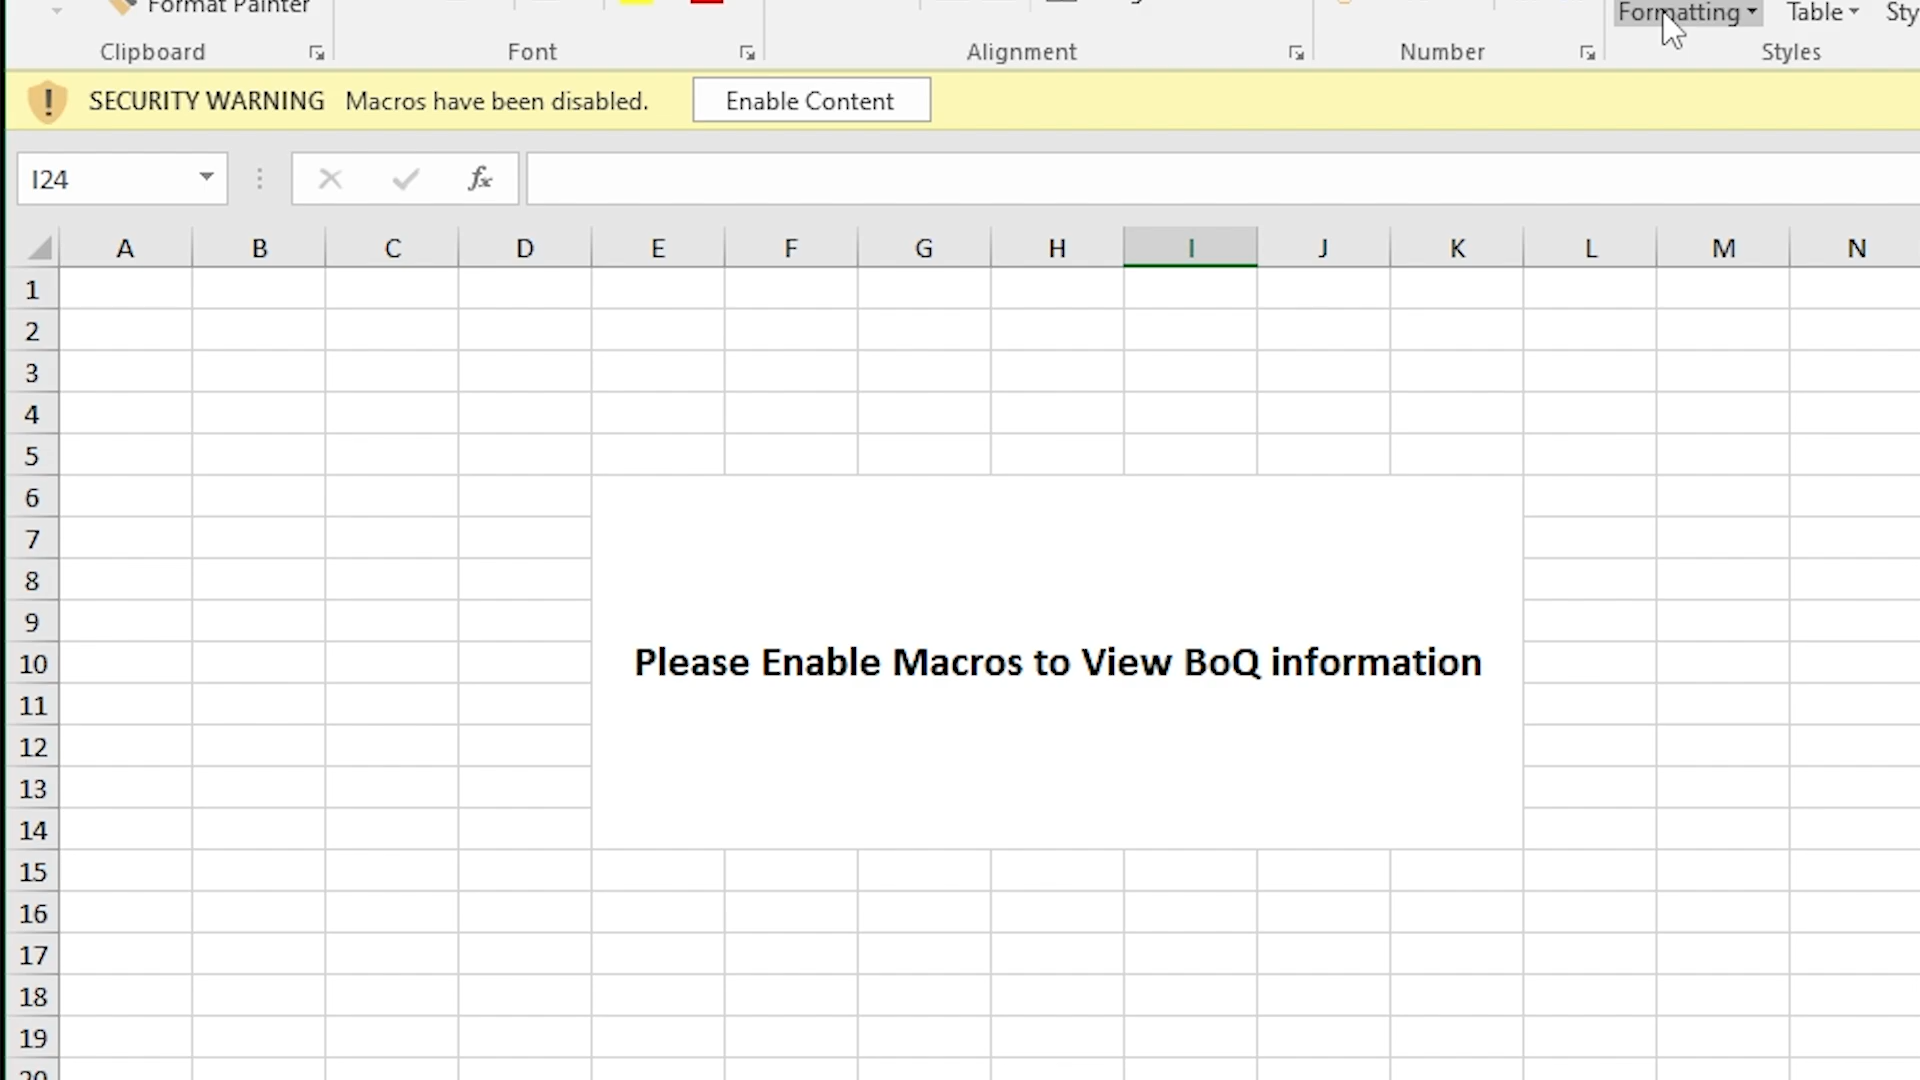 Format Painter
Formatting Table
Clipboard Font Alignment Number Styles
! SECURITY WARNING Macros have been disabled. Enable Content
I24 fx
A B C D E F G H I J K L M N
1
2
3
4
5
6
7
8
9
10 Please Enable Macros to View BoQ information
11
12
13
14
15
16
17
18
19
20